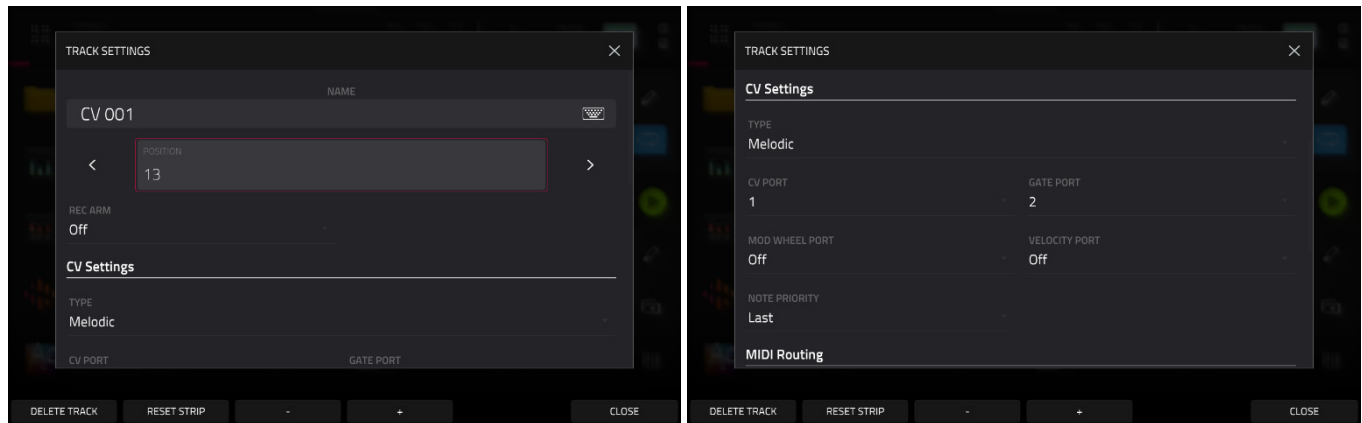 TRACK SETTINGS
NAME
CV 001
POSITION
13
REC ARM
Off
CV Settings
TYPE
Melodic
CV PORT GATE PORT
DELETE TRACK RESET STRIP - + CLOSE
TRACK SETTINGS
CV Settings
TYPE
Melodic
CV PORT GATE PORT
1 2
MOD WHEEL PORT VELOCITY PORT
Off Off
NOTE PRIORITY
Last
MIDI Routing
DELETE TRACK RESET STRIP - + CLOSE